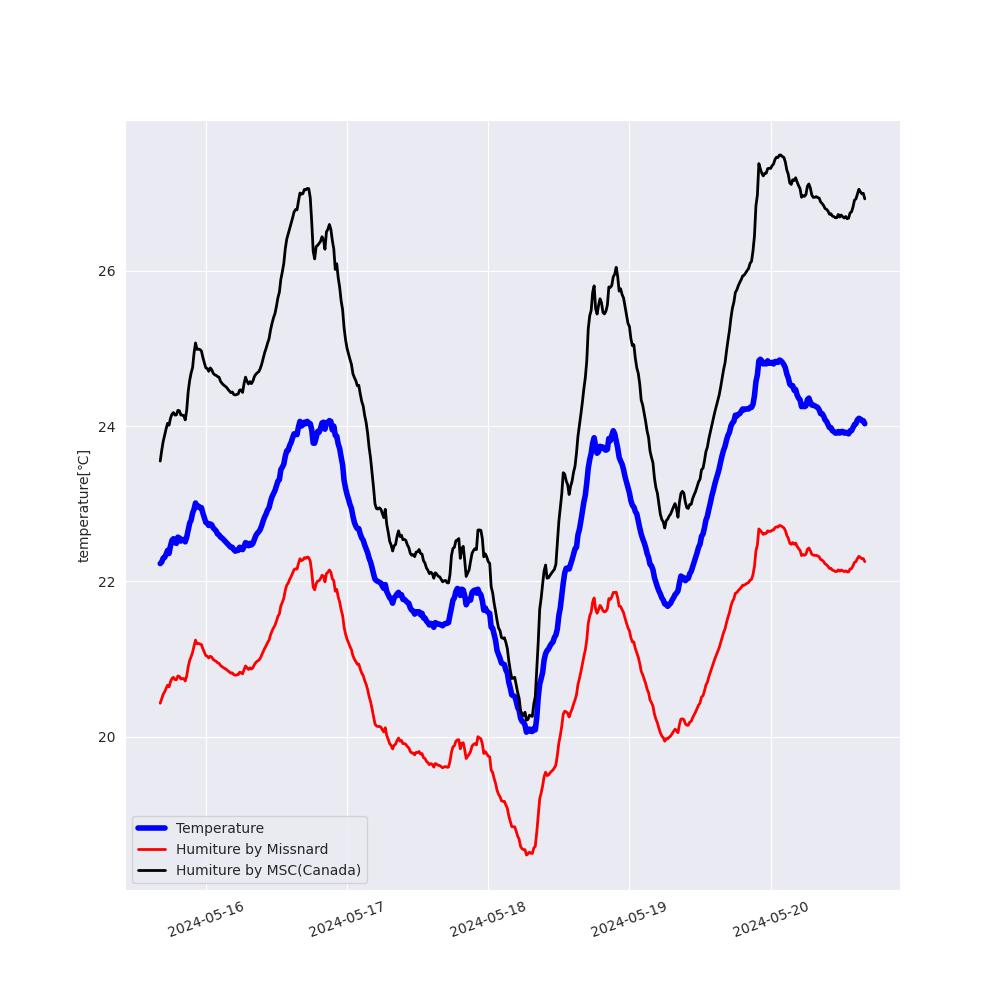 26
24
22
20
temperature[℃]
Temperature
Humiture by Missnard
Humiture by MSC(Canada)
2024-05-16
2024-05-17
2024-05-18
2024-05-19
2024-05-20